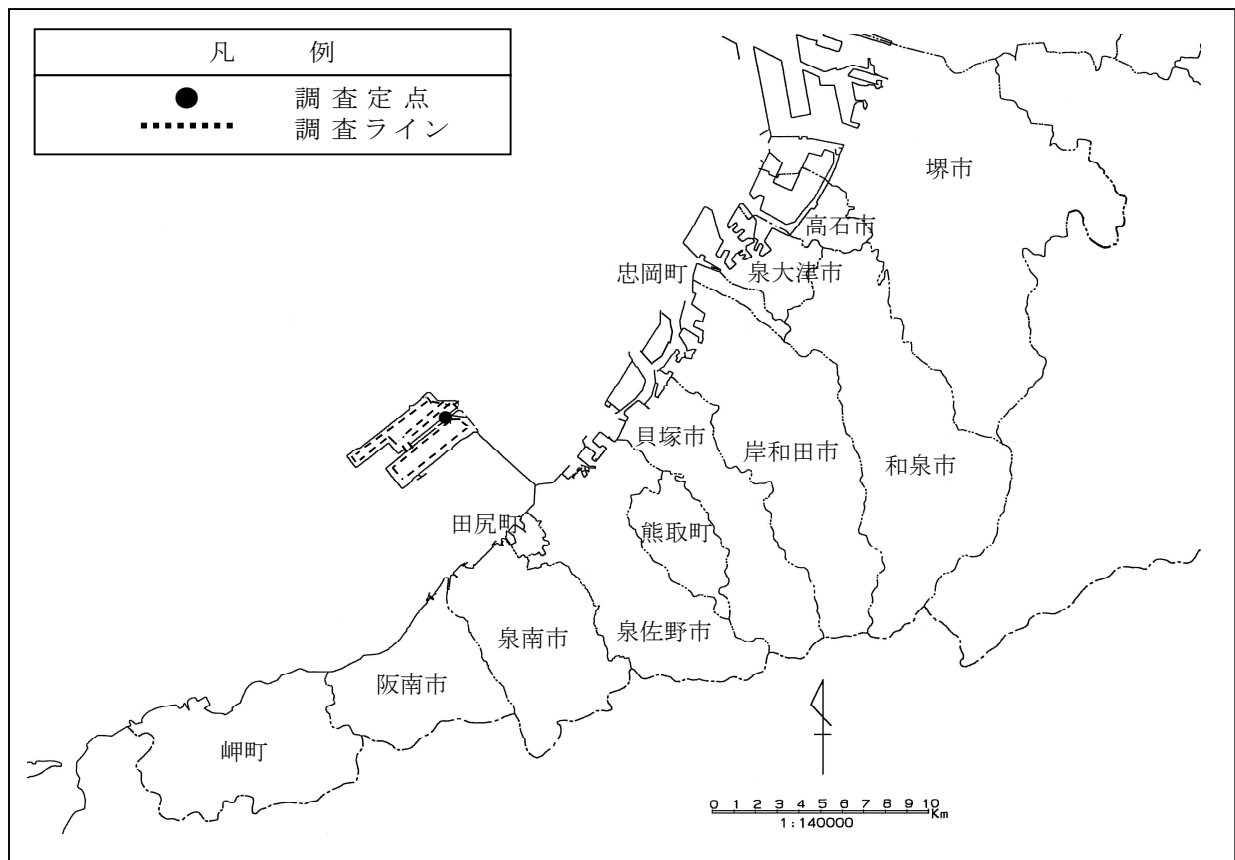 凡 例
調査定点
調査ライン
堺市
高石市
泉大津市
忠岡町
貝塚市
岸和田市
和泉市
田尻町
熊取町
泉南市
泉佐野市
阪南市
岬町
0 1 2 3 4 5 6 7 8 9 10
Km
1:140000